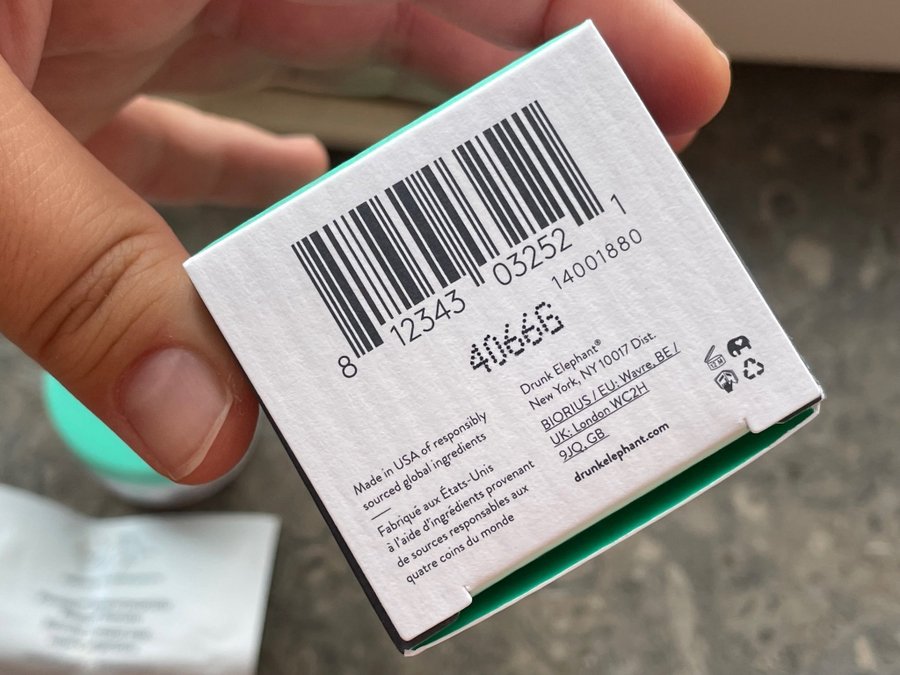 8 12343 03252 1
14001880
40666
Made in USA of responsibly
sourced global ingredients
Fabriqué aux États-Unis
à l'aide d'ingrédients provenant
de sources responsables aux
quatre coins du monde
Drunk Elephant®
New York, NY 10017 Dist.
BIORIUS / EU: Wavre, BE /
UK: London WC2H
9JQ, GB
drunkelephant.com